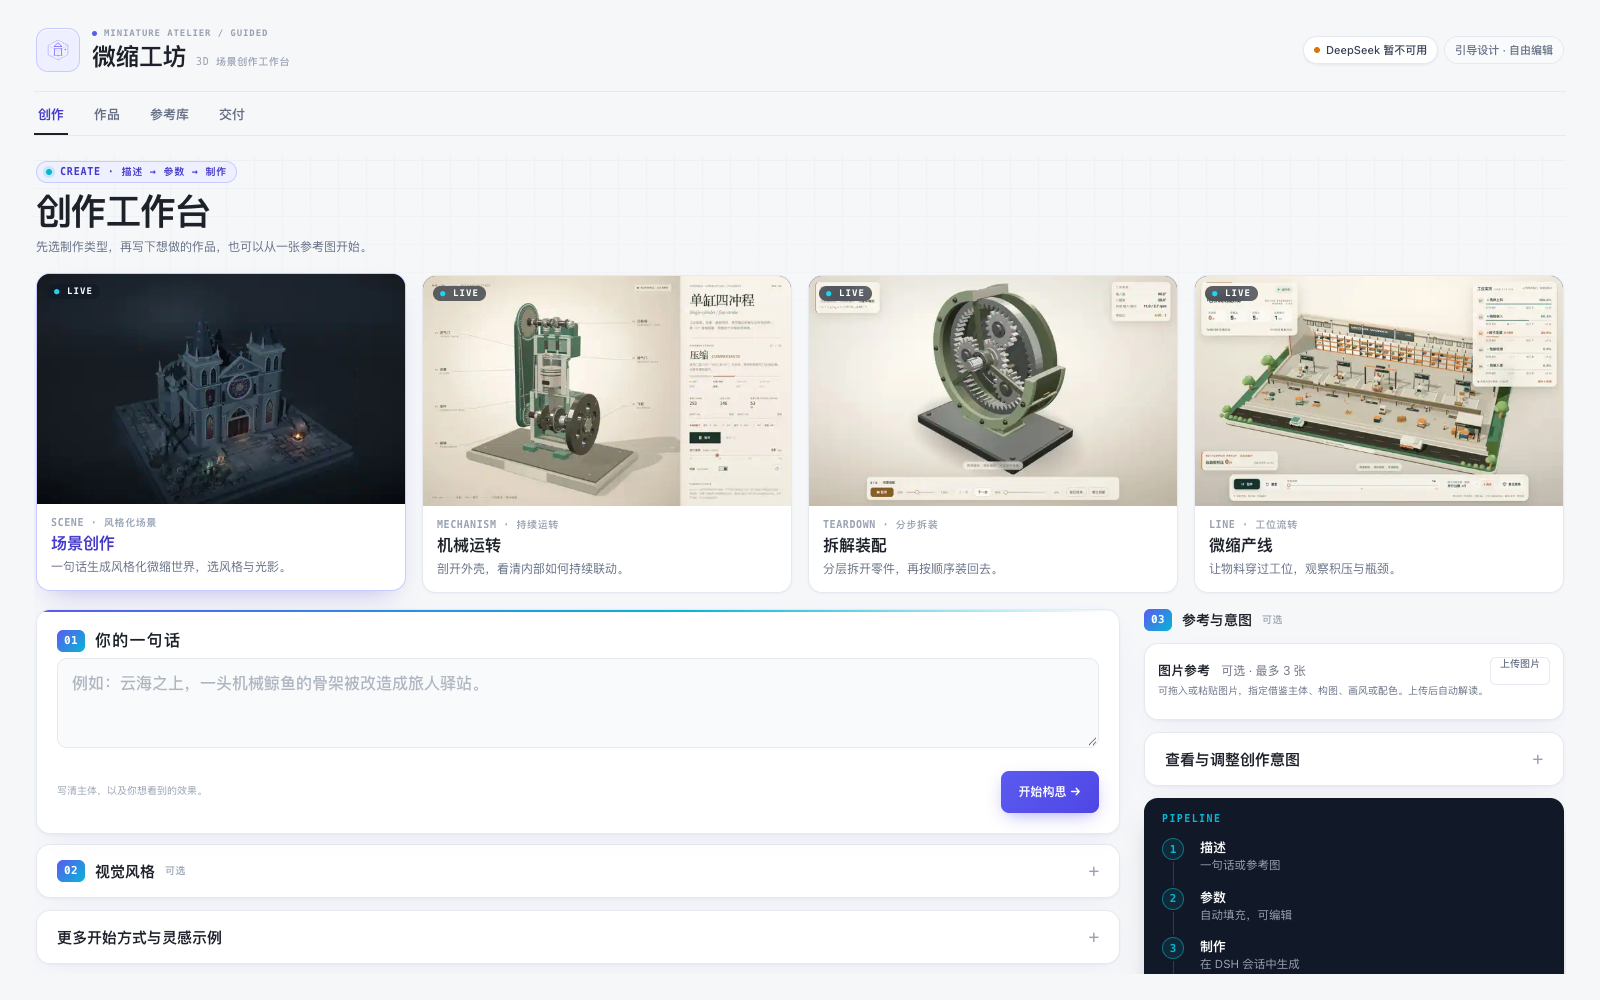 MINIATURE ATELIER / GUIDED
微缩工坊 3D 场景创作工作台
DeepSeek 暂不可用
引导设计 · 自由编辑
创作 作品 参考库 交付
CREATE · 描述 → 参数 → 制作
创作工作台
先选制作类型，再写下想做的作品，也可以从一张参考图开始。
LIVE
SCENE · 风格化场景
场景创作
一句话生成风格化微缩世界，选风格与光影。
LIVE
单缸四冲程
压缩
MECHANISM · 持续运转
机械运转
剖开外壳，看清内部如何持续联动。
LIVE
TEARDOWN · 分步拆装
拆解装配
分层拆开零件，再按顺序装回去。
LIVE
LINE · 工位流转
微缩产线
让物料穿过工位，观察积压与瓶颈。
01 你的一句话
例如：云海之上，一头机械鲸鱼的骨架被改造成旅人驿站。
写清主体，以及你想看到的效果。
开始构思 →
02 视觉风格 可选
+
更多开始方式与灵感示例
+
03 参考与意图 可选
图片参考 可选 · 最多 3 张
上传图片
可拖入或粘贴图片，指定借鉴主体、构图、画风或配色。上传后自动解读。
查看与调整创作意图
+
PIPELINE
1 描述
一句话或参考图
2 参数
自动填充，可编辑
3 制作
在 DSH 会话中生成